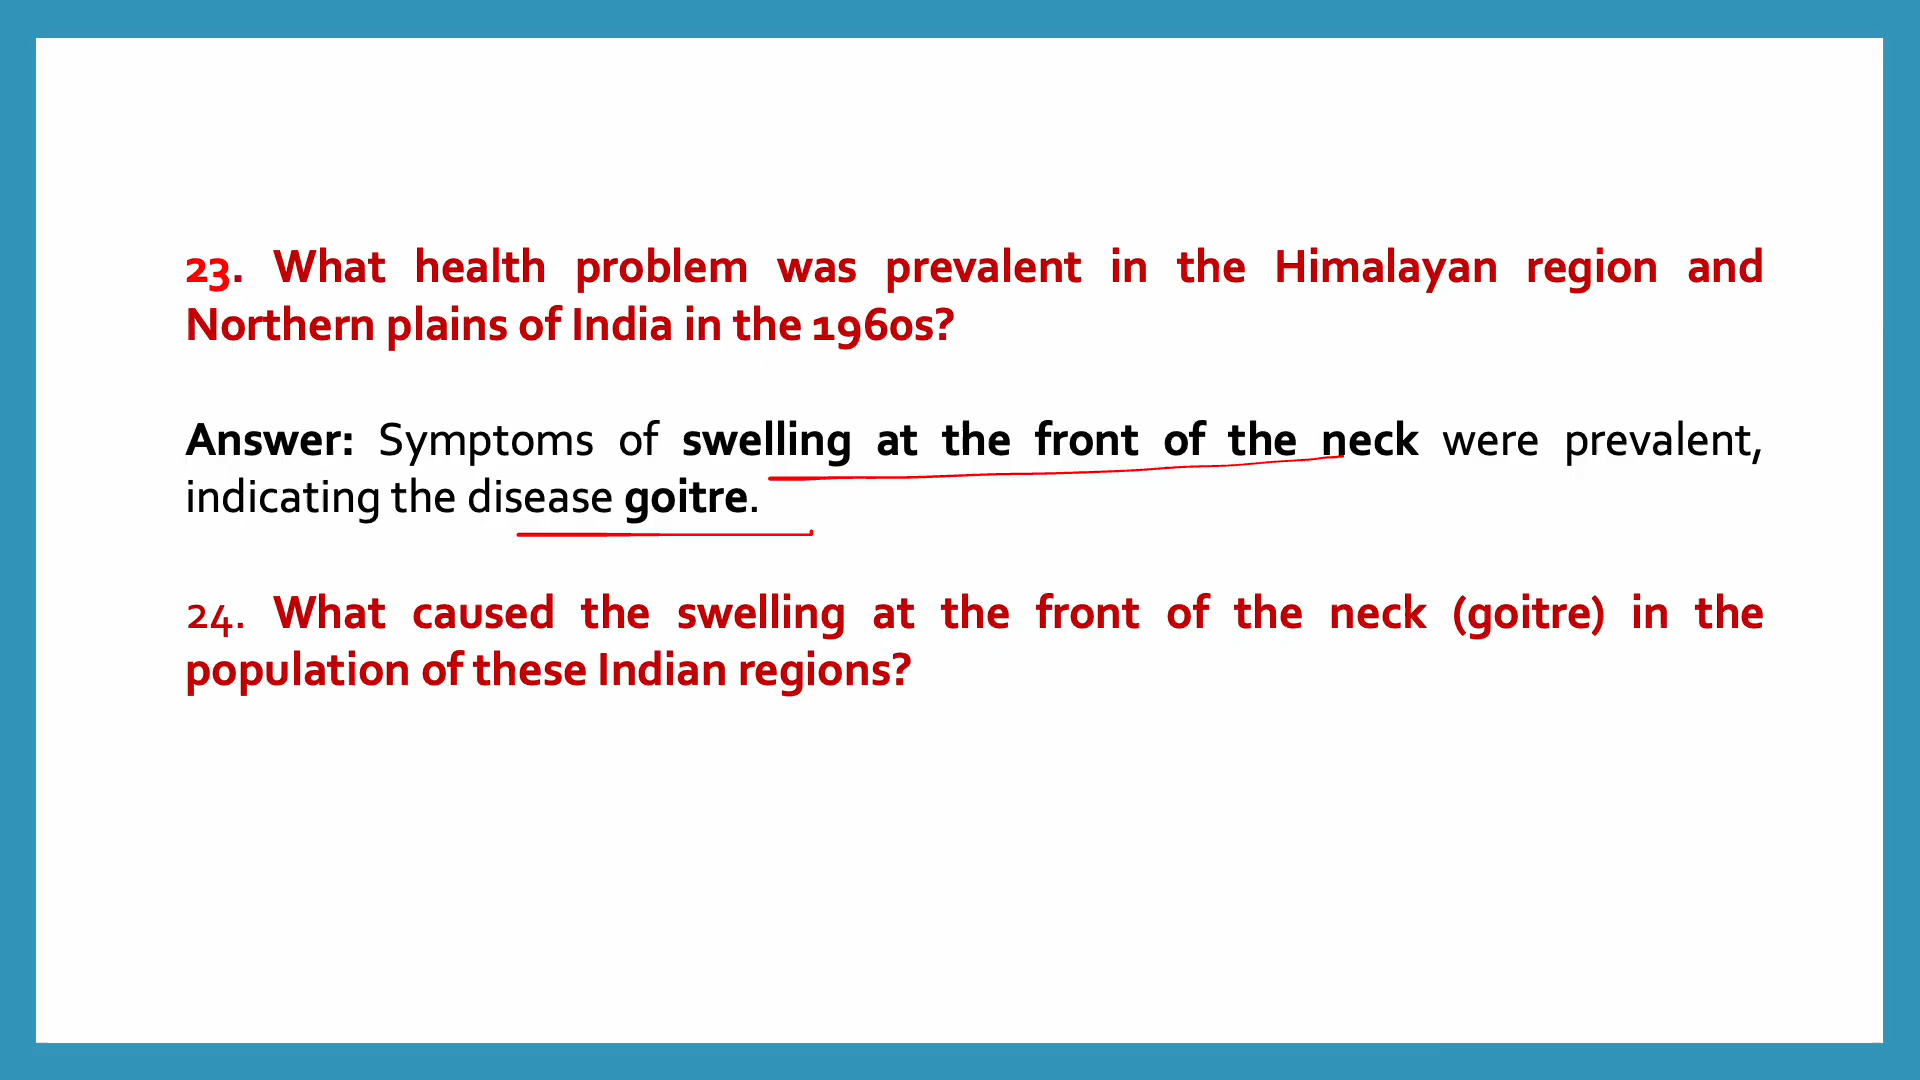 23. What health problem was prevalent in the Himalayan region and
Northern plains of India in the 1960s?
Answer: Symptoms of swelling at the front of the neck were prevalent,
indicating the disease goitre.
24. What caused the swelling at the front of the neck (goitre) in the
population of these Indian regions?